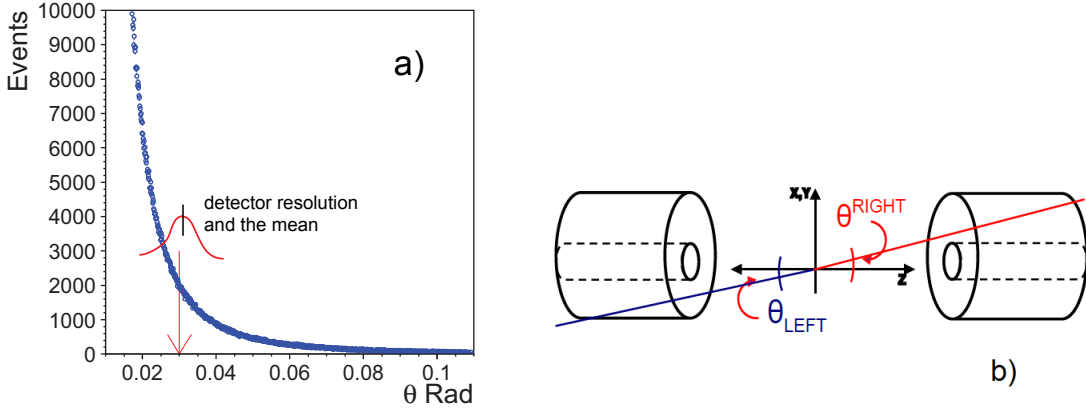 Events
10000
9000
8000
7000
6000
5000
4000
3000
2000
1000
0
a)
detector resolution
and the mean
0.02 0.04 0.06 0.08 0.1
θ Rad
X,Y
θRIGHT
Z
θLEFT
b)